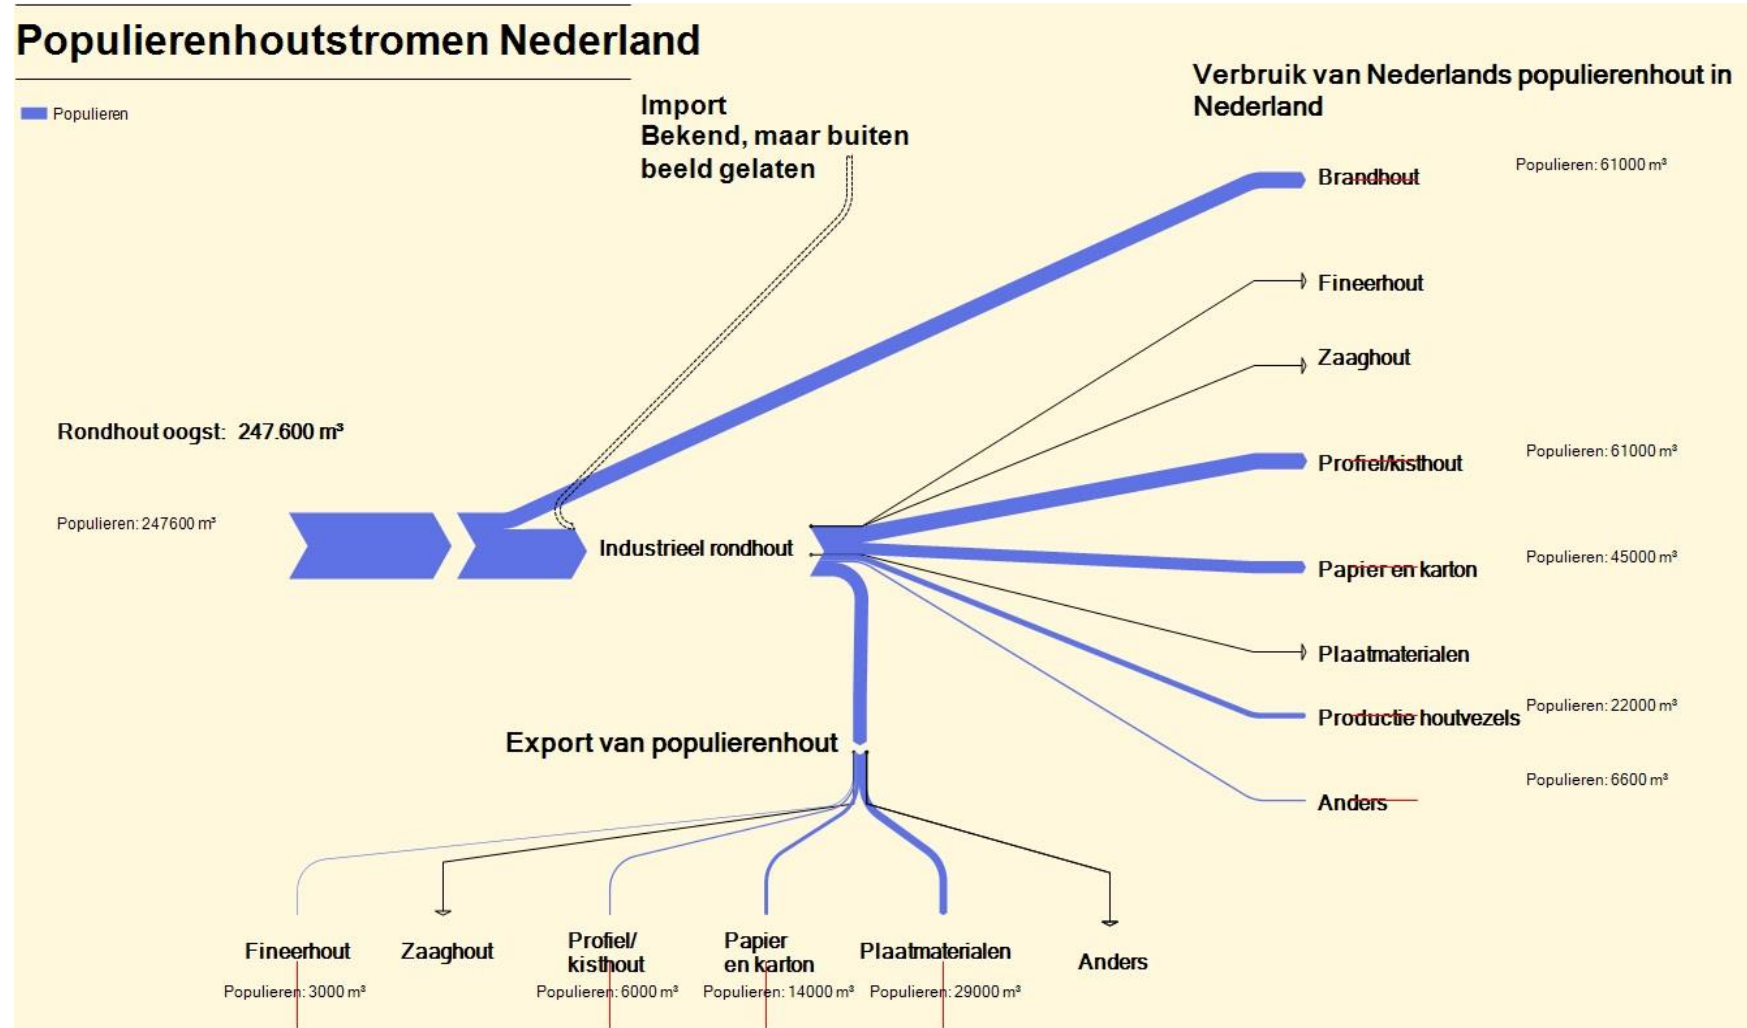 Populierenhoutstromen Nederland
Populieren
Import
Bekend, maar buiten
beeld gelaten
Verbruik van Nederlands populierenhout in
Nederland
Brandhout
Populieren: 61000 m³
Fineerhout
Zaaghout
Rondhout oogst: 247.600 m³
Populieren: 247600 m³
Profiel/kisthout
Populieren: 61000 m³
Industrieel rondhout
Papier en karton
Populieren: 45000 m³
Plaatmaterialen
Productie houtvezels
Populieren: 22000 m³
Anders
Populieren: 6600 m³
Export van populierenhout
Fineerhout
Populieren: 3000 m³
Zaaghout
Profiel/
kisthout
Populieren: 6000 m³
Papier
en karton
Populieren: 14000 m³
Plaatmaterialen
Populieren: 29000 m³
Anders